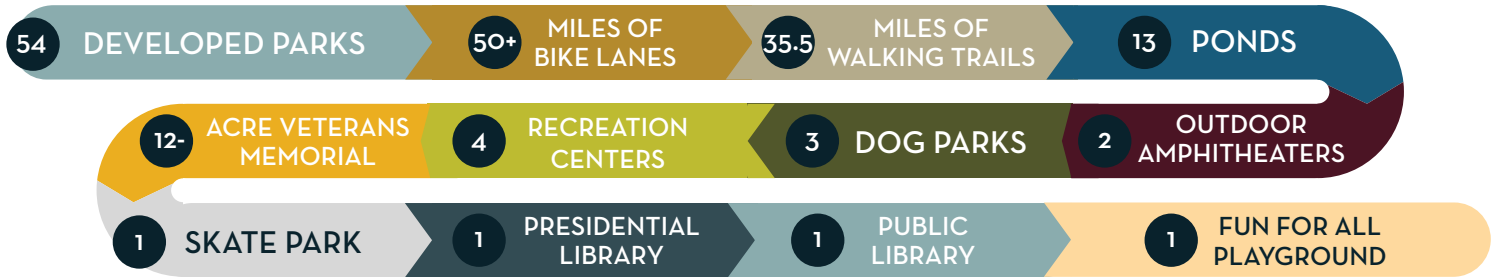 54 DEVELOPED PARKS
50+ MILES OF
BIKE LANES
35.5 MILES OF
WALKING TRAILS
13 PONDS
12- ACRE VETERANS
MEMORIAL
4 RECREATION
CENTERS
3 DOG PARKS
2 OUTDOOR
AMPHITHEATERS
1 SKATE PARK
1 PRESIDENTIAL
LIBRARY
1 PUBLIC
LIBRARY
1 FUN FOR ALL
PLAYGROUND